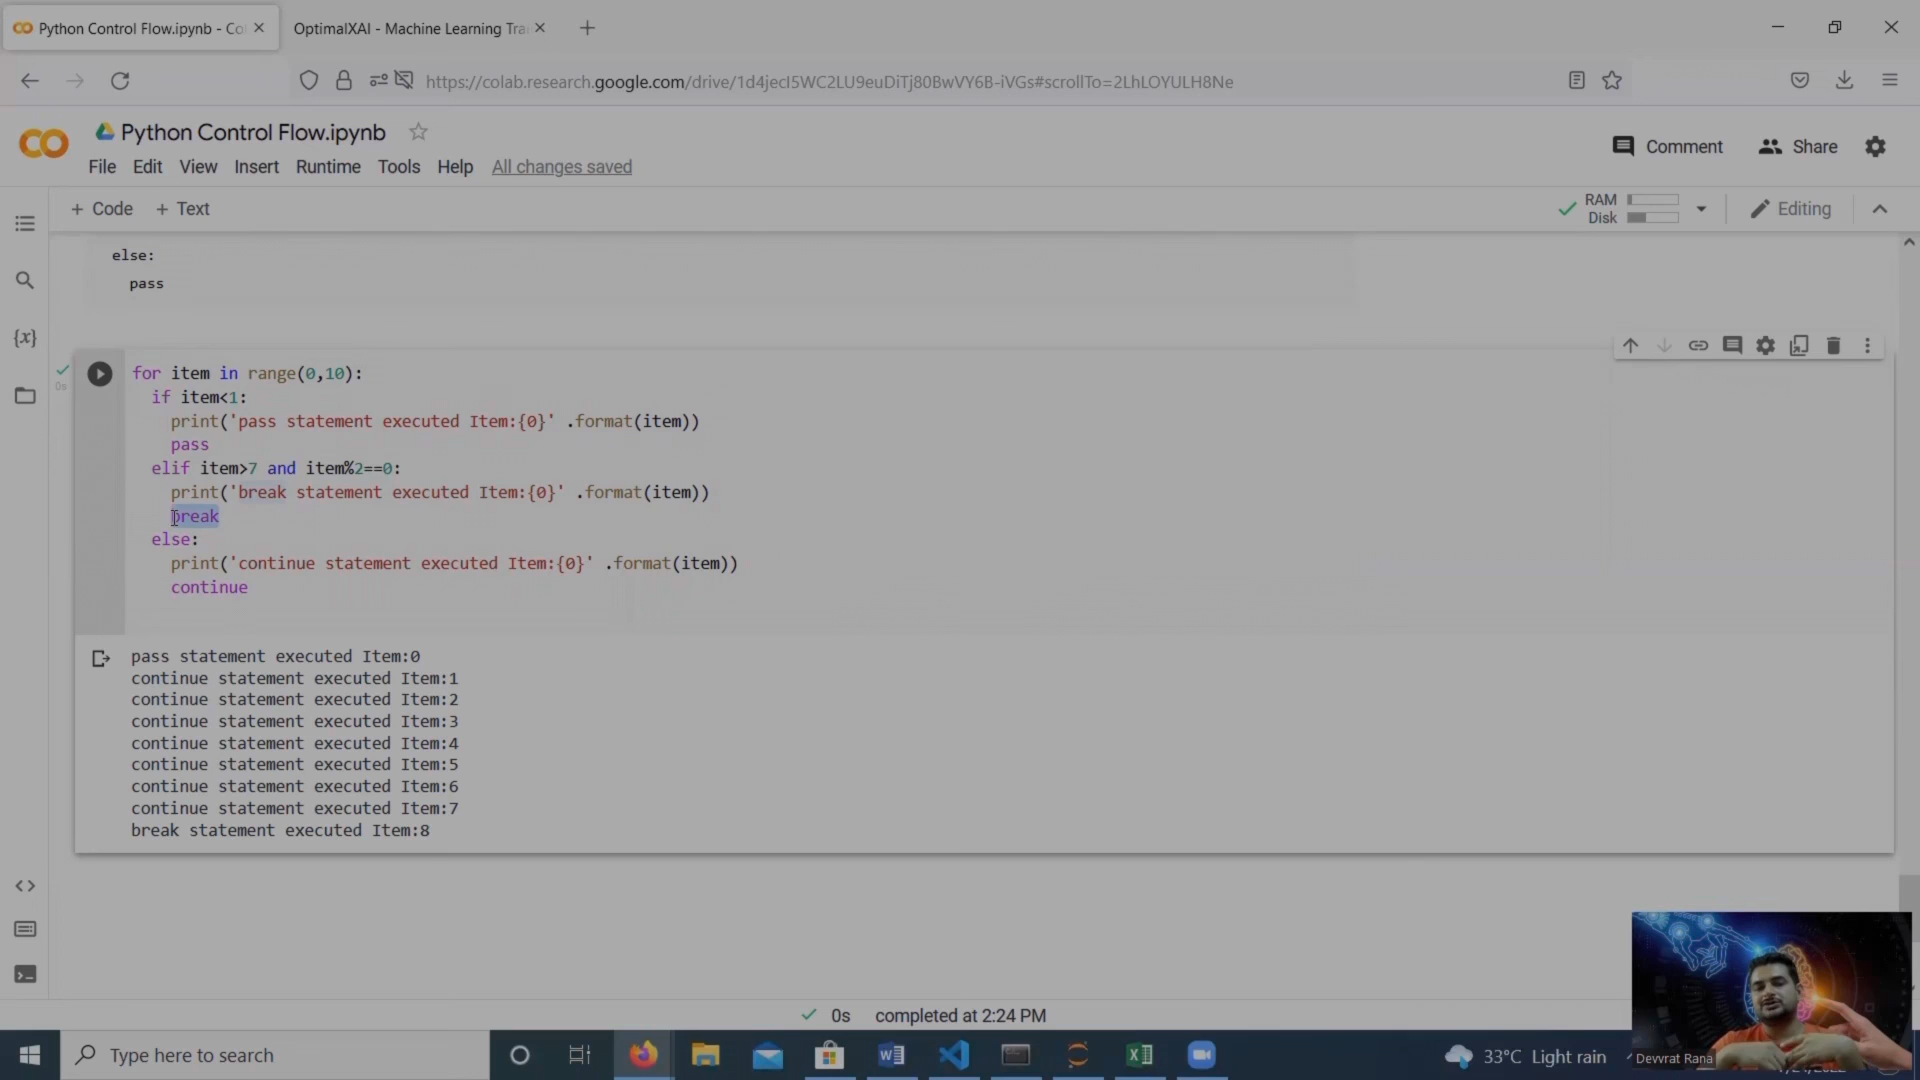 Python Control Flow.ipynb - Co
OptimalXAI - Machine Learning Tra
https://colab.research.google.com/drive/1d4jecI5WC2LU9euDiTj80BwVY6B-iVGs#scrollTo=2LhLOYULH8Ne
CO Python Control Flow.ipynb
Comment Share
File Edit View Insert Runtime Tools Help All changes saved
+ Code + Text
RAM
Disk
Editing
else:
pass
{x}
0s
for item in range(0,10):
if item<1:
print('pass statement executed Item:{0}' .format(item))
pass
elif item>7 and item%2==0:
print('break statement executed Item:{0}' .format(item))
break
else:
print('continue statement executed Item:{0}' .format(item))
continue
pass statement executed Item:0
continue statement executed Item:1
continue statement executed Item:2
continue statement executed Item:3
continue statement executed Item:4
continue statement executed Item:5
continue statement executed Item:6
continue statement executed Item:7
break statement executed Item:8
0s completed at 2:24 PM
Type here to search
33°C Light rain
Devvrat Rana